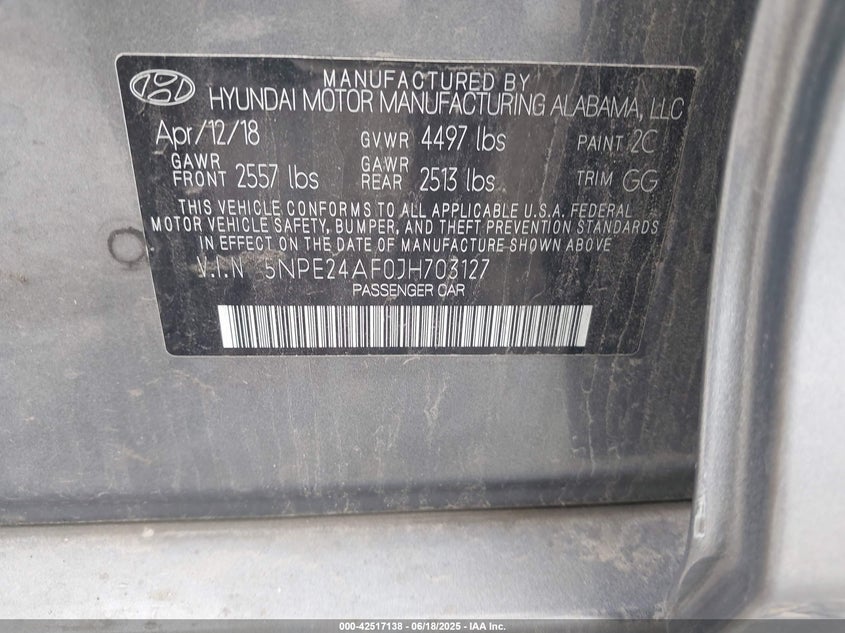 MANUFACTURED BY
HYUNDAI MOTOR MANUFACTURING ALABAMA, LLC
Apr/12/18 GVWR 4497 lbs PAINT 2C
GAWR FRONT 2557 lbs GAWR REAR 2513 lbs TRIM GG
THIS VEHICLE CONFORMS TO ALL APPLICABLE U.S.A. FEDERAL
MOTOR VEHICLE SAFETY, BUMPER, AND THEFT PREVENTION STANDARDS
IN EFFECT ON THE DATE OF MANUFACTURE SHOWN ABOVE
V.I.N 5NPE24AF0JH703127
PASSENGER CAR
000-42517138 - 06/18/2025 - IAA Inc.